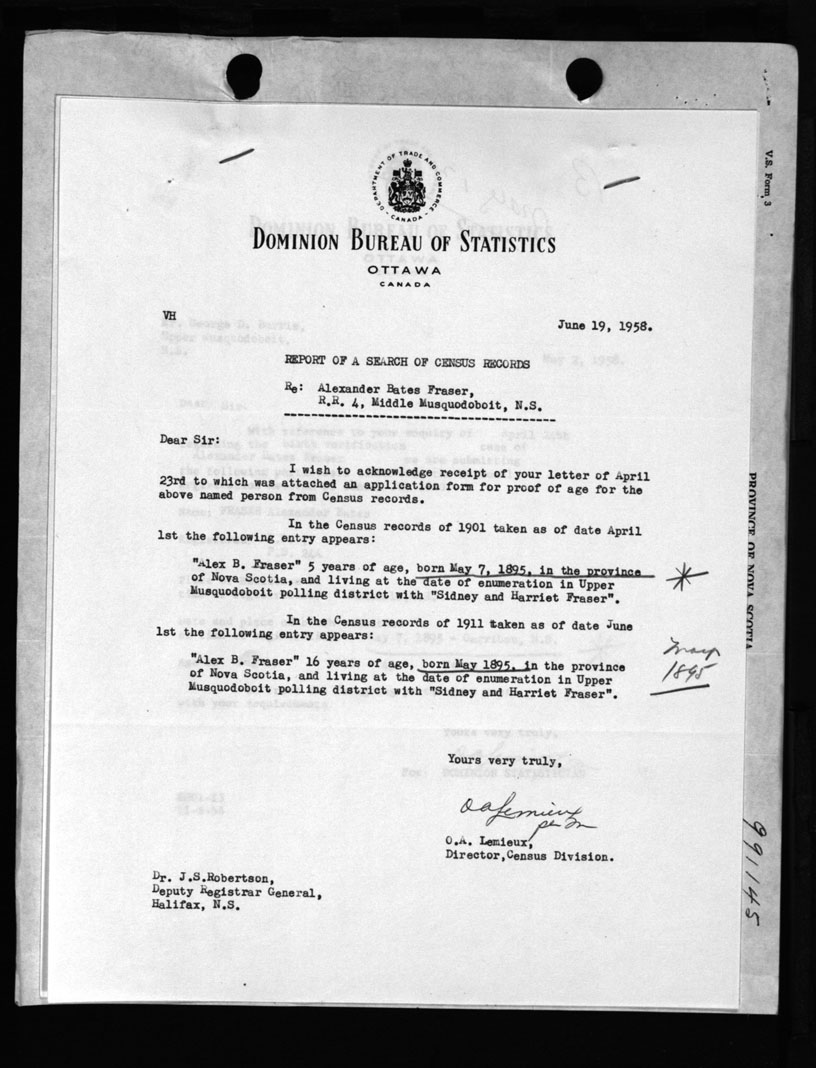 DEPARTMENT OF TRADE AND COMMERCE
- CANADA -
DOMINION BUREAU OF STATISTICS
OTTAWA
CANADA
V.S. Form 3
VH
June 19, 1958.
REPORT OF A SEARCH OF CENSUS RECORDS
Re: Alexander Bates Fraser,
R.R. 4, Middle Musquodoboit, N.S.
Dear Sir:
I wish to acknowledge receipt of your letter of April
23rd to which was attached an application form for proof of age for the
above named person from Census records.
In the Census records of 1901 taken as of date April
1st the following entry appears:
"Alex B. Fraser" 5 years of age, born May 7, 1895, in the province
of Nova Scotia, and living at the date of enumeration in Upper
Musquodoboit polling district with "Sidney and Harriet Fraser".
In the Census records of 1911 taken as of date June
1st the following entry appears:
"Alex B. Fraser" 16 years of age, born May 1895, in the province
of Nova Scotia, and living at the date of enumeration in Upper
Musquodoboit polling district with "Sidney and Harriet Fraser".
May
1895
PROVINCE OF NOVA SCOTIA
Yours very truly,
O A Lemieux
per
O.A. Lemieux,
Director,Census Division.
Dr. J.S.Robertson,
Deputy Registrar General,
Halifax, N.S.
991145